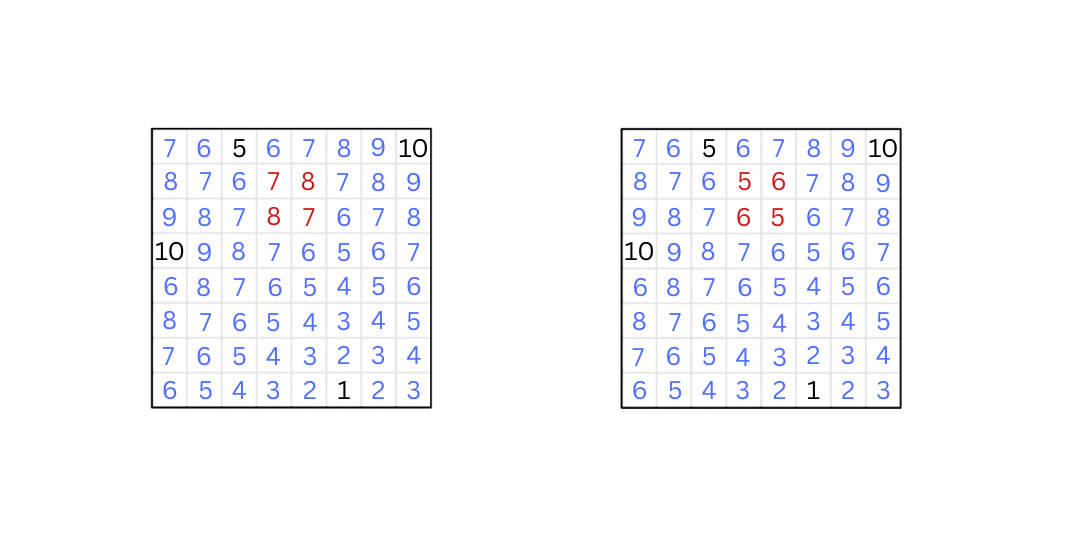 7 6 5 6 7 8 9 10
8 7 6 7 8 7 8 9
9 8 7 8 7 6 7 8
10 9 8 7 6 5 6 7
6 8 7 6 5 4 5 6
8 7 6 5 4 3 4 5
7 6 5 4 3 2 3 4
6 5 4 3 2 1 2 3
7 6 5 6 7 8 9 10
8 7 6 5 6 7 8 9
9 8 7 6 5 6 7 8
10 9 8 7 6 5 6 7
6 8 7 6 5 4 5 6
8 7 6 5 4 3 4 5
7 6 5 4 3 2 3 4
6 5 4 3 2 1 2 3